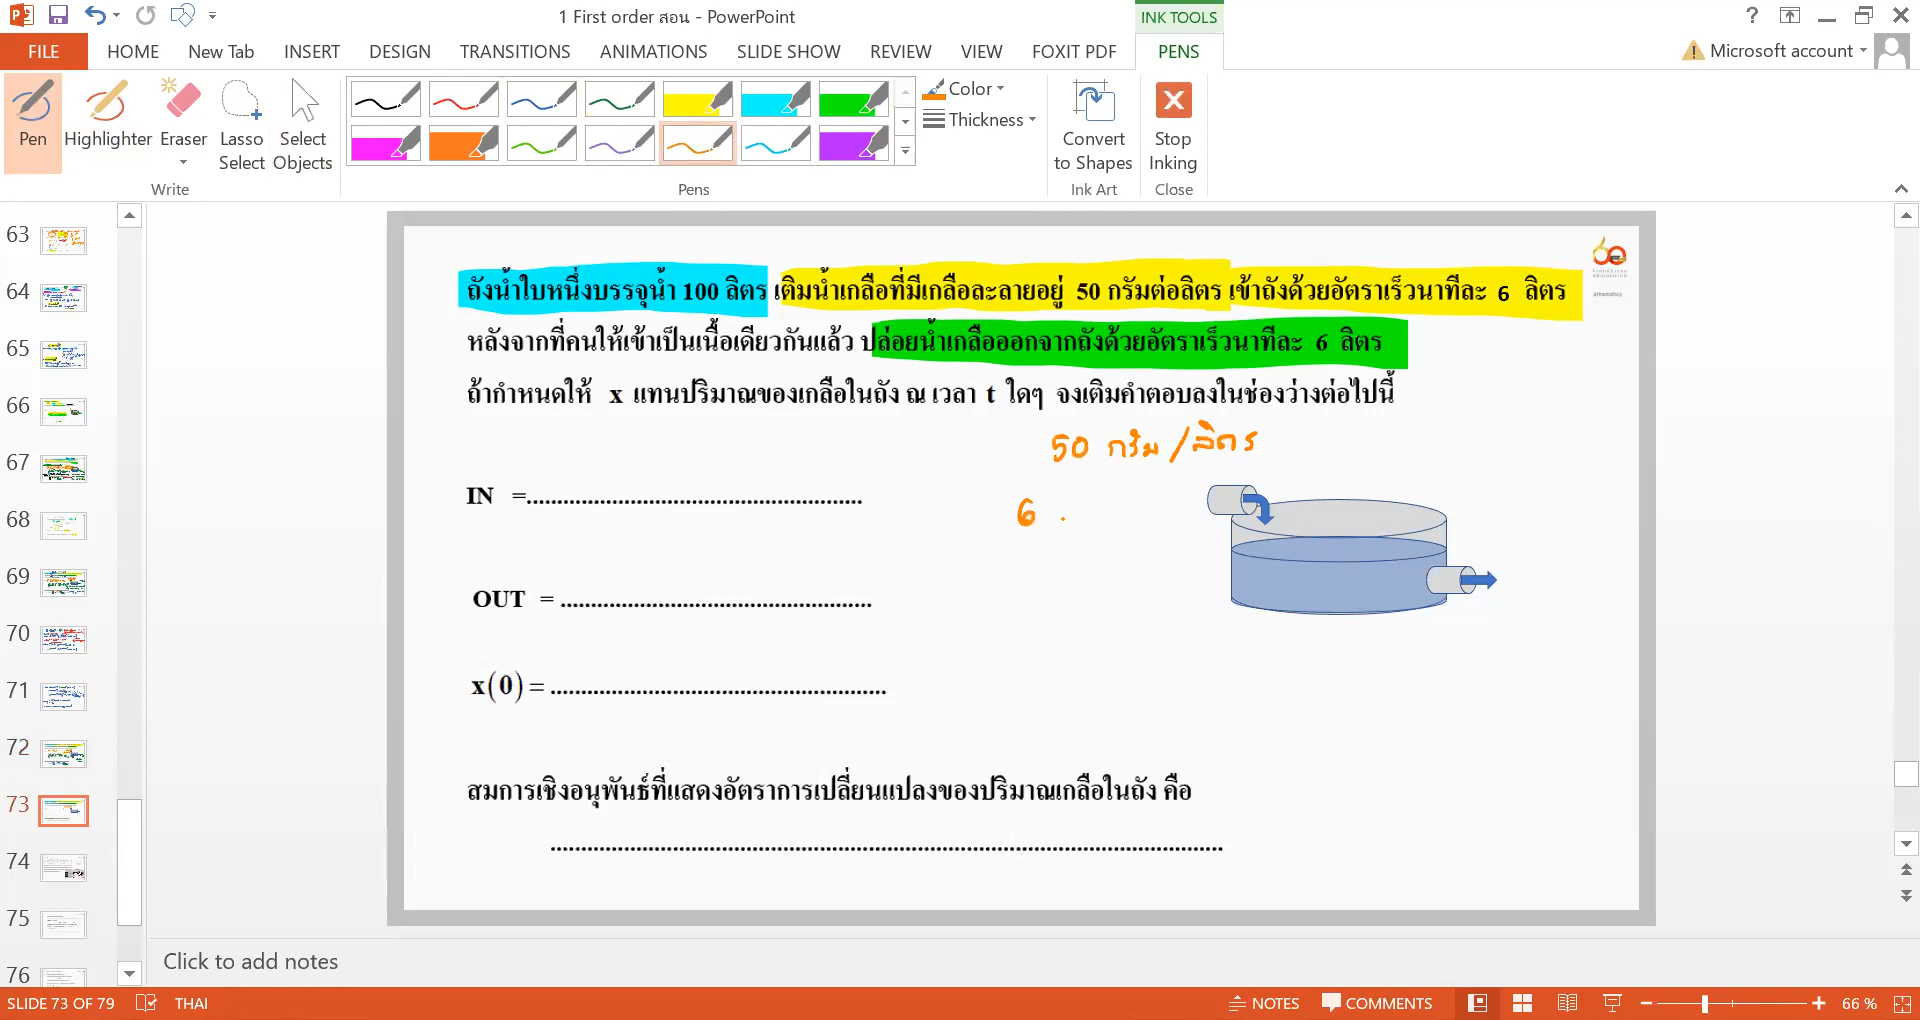 1 First order สอน - PowerPoint
INK TOOLS
FILE
HOME
New Tab
INSERT
DESIGN
TRANSITIONS
ANIMATIONS
SLIDE SHOW
REVIEW
VIEW
FOXIT PDF
PENS
Microsoft account
Pen
Highlighter
Eraser
Lasso Select
Select Objects
Color
Thickness
Convert to Shapes
Stop Inking
Write
Pens
Ink Art
Close
63
64
65
66
67
68
69
70
71
72
73
74
75
76
ถังน้ำใบหนึ่งบรรจุน้ำ 100 ลิตร เติมน้ำเกลือที่มีเกลือละลายอยู่ 50 กรัมต่อลิตร เข้าถังด้วยอัตราเร็วนาทีละ 6 ลิตร
หลังจากที่คนให้เข้าเป็นเนื้อเดียวกันแล้ว ปล่อยน้ำเกลือออกจากถังด้วยอัตราเร็วนาทีละ 6 ลิตร
ถ้ากำหนดให้ x แทนปริมาณของเกลือในถัง ณ เวลา t ใดๆ จงเติมคำตอบลงในช่องว่างต่อไปนี้
50 กรัม /ลิตร
IN =......................................................
6
OUT = ...................................................
x(0) = .......................................................
สมการเชิงอนุพันธ์ที่แสดงอัตราการเปลี่ยนแปลงของปริมาณเกลือในถัง คือ
..............................................................................................................
Click to add notes
SLIDE 73 OF 79
THAI
NOTES
COMMENTS
66 %